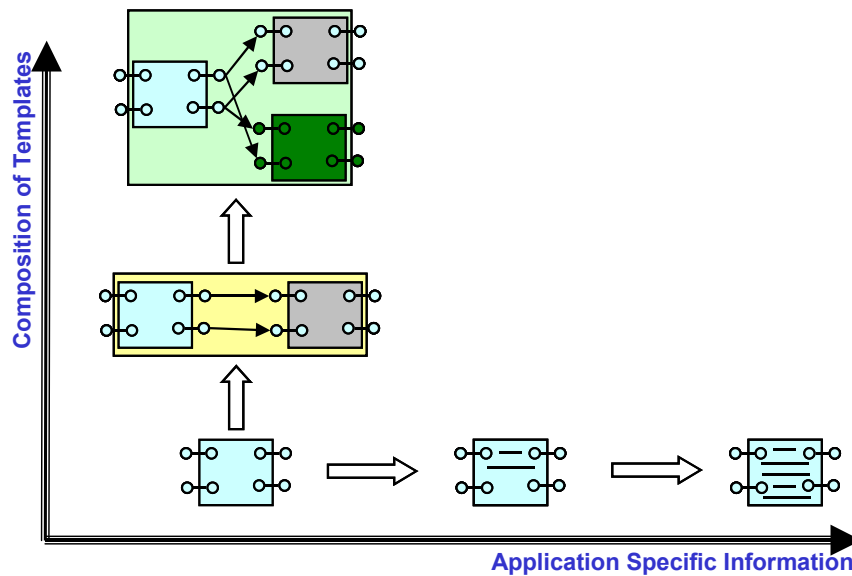 Composition of Templates
Application Specific Information